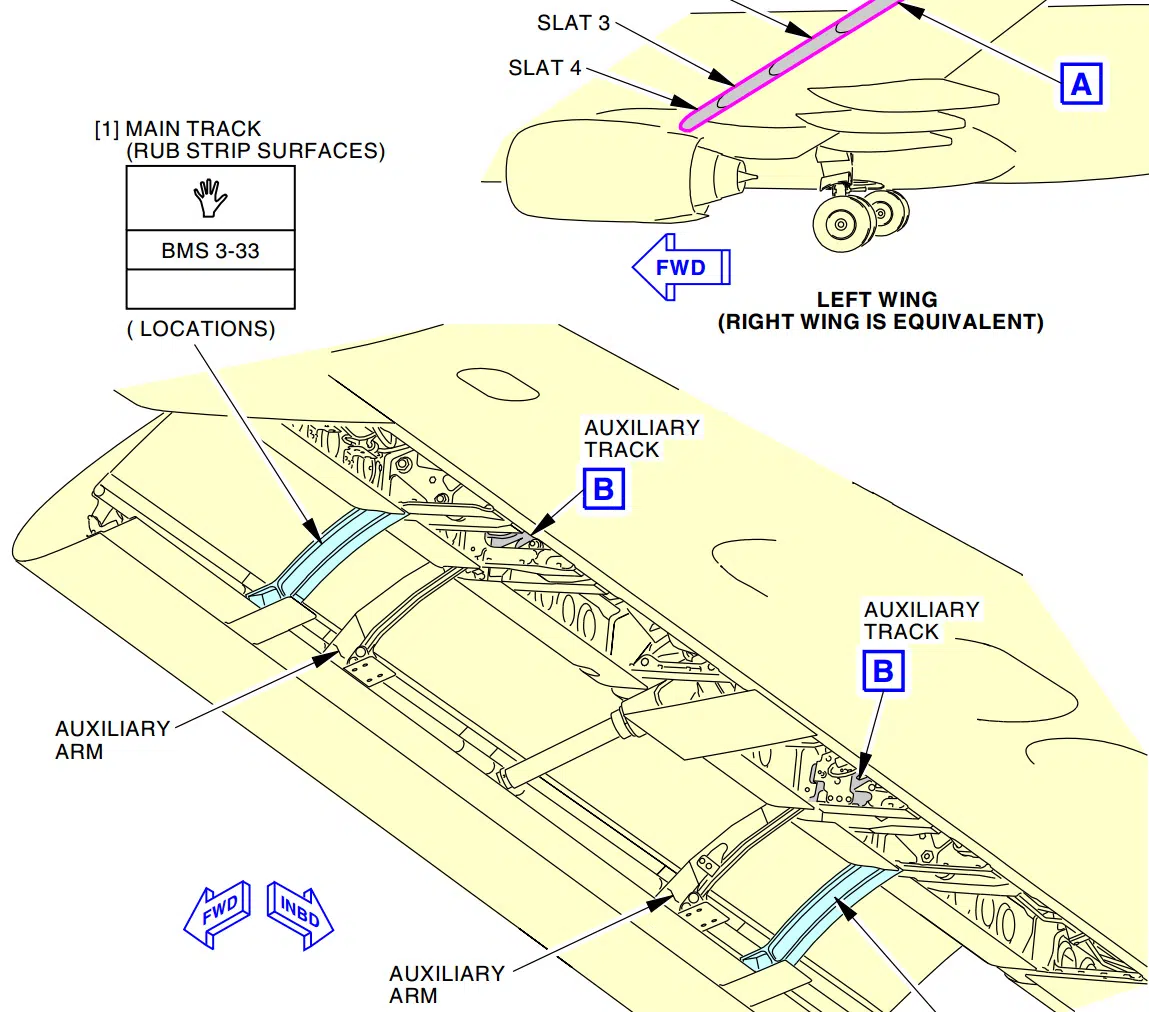 SLAT 3
SLAT 4
A
[1] MAIN TRACK
(RUB STRIP SURFACES)
BMS 3-33
( LOCATIONS)
FWD
LEFT WING
(RIGHT WING IS EQUIVALENT)
AUXILIARY
TRACK
B
AUXILIARY
TRACK
B
AUXILIARY
ARM
FWD
INBD
AUXILIARY
ARM